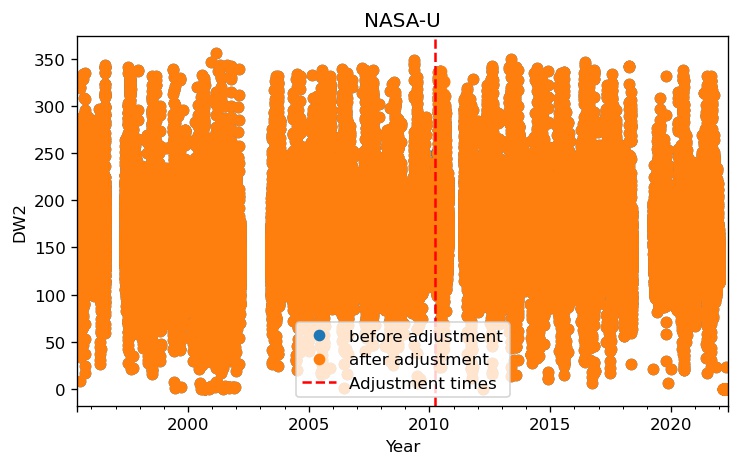 NASA-U
DW2
350
300
250
200
150
100
50
0
before adjustment
after adjustment
Adjustment times
2000
2005
2010
2015
2020
Year